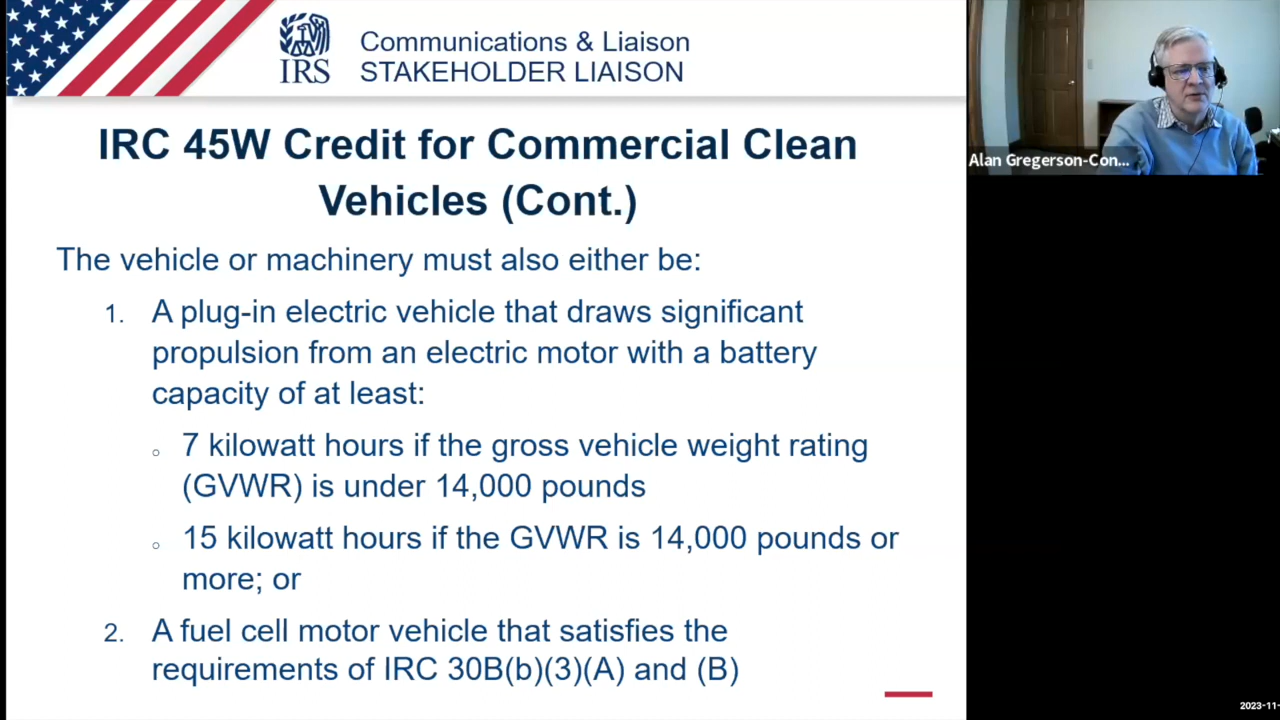 IRS
Communications & Liaison
STAKEHOLDER LIAISON
IRC 45W Credit for Commercial Clean
Vehicles (Cont.)
The vehicle or machinery must also either be:
1. A plug-in electric vehicle that draws significant
propulsion from an electric motor with a battery
capacity of at least:
○ 7 kilowatt hours if the gross vehicle weight rating
(GVWR) is under 14,000 pounds
○ 15 kilowatt hours if the GVWR is 14,000 pounds or
more; or
2. A fuel cell motor vehicle that satisfies the
requirements of IRC 30B(b)(3)(A) and (B)
Alan Gregerson-Con...
2023-11-